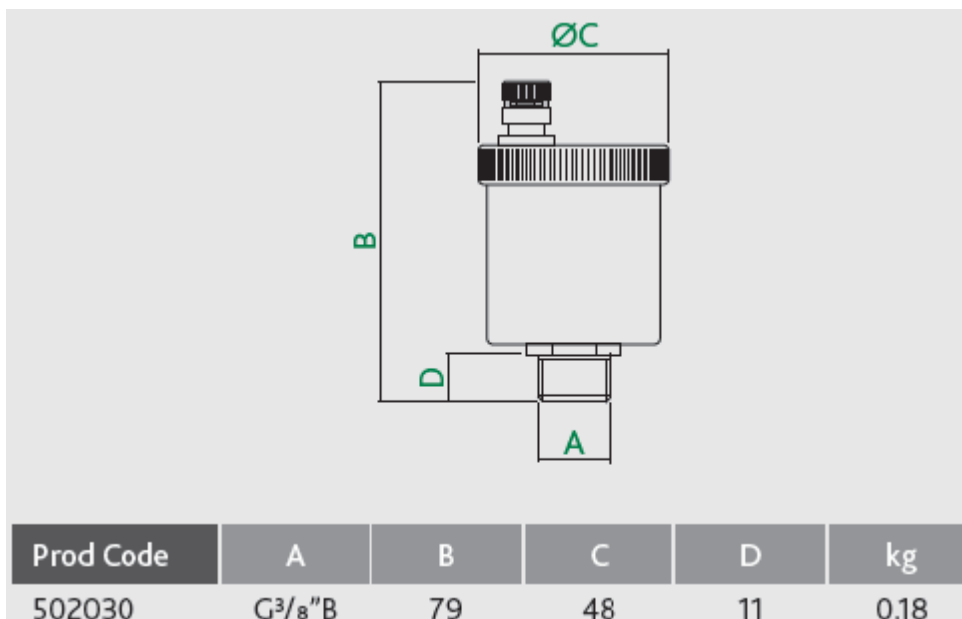 ØC
B
D
A
Prod Code A B C D kg
502030 G³/₈"B 79 48 11 0.18